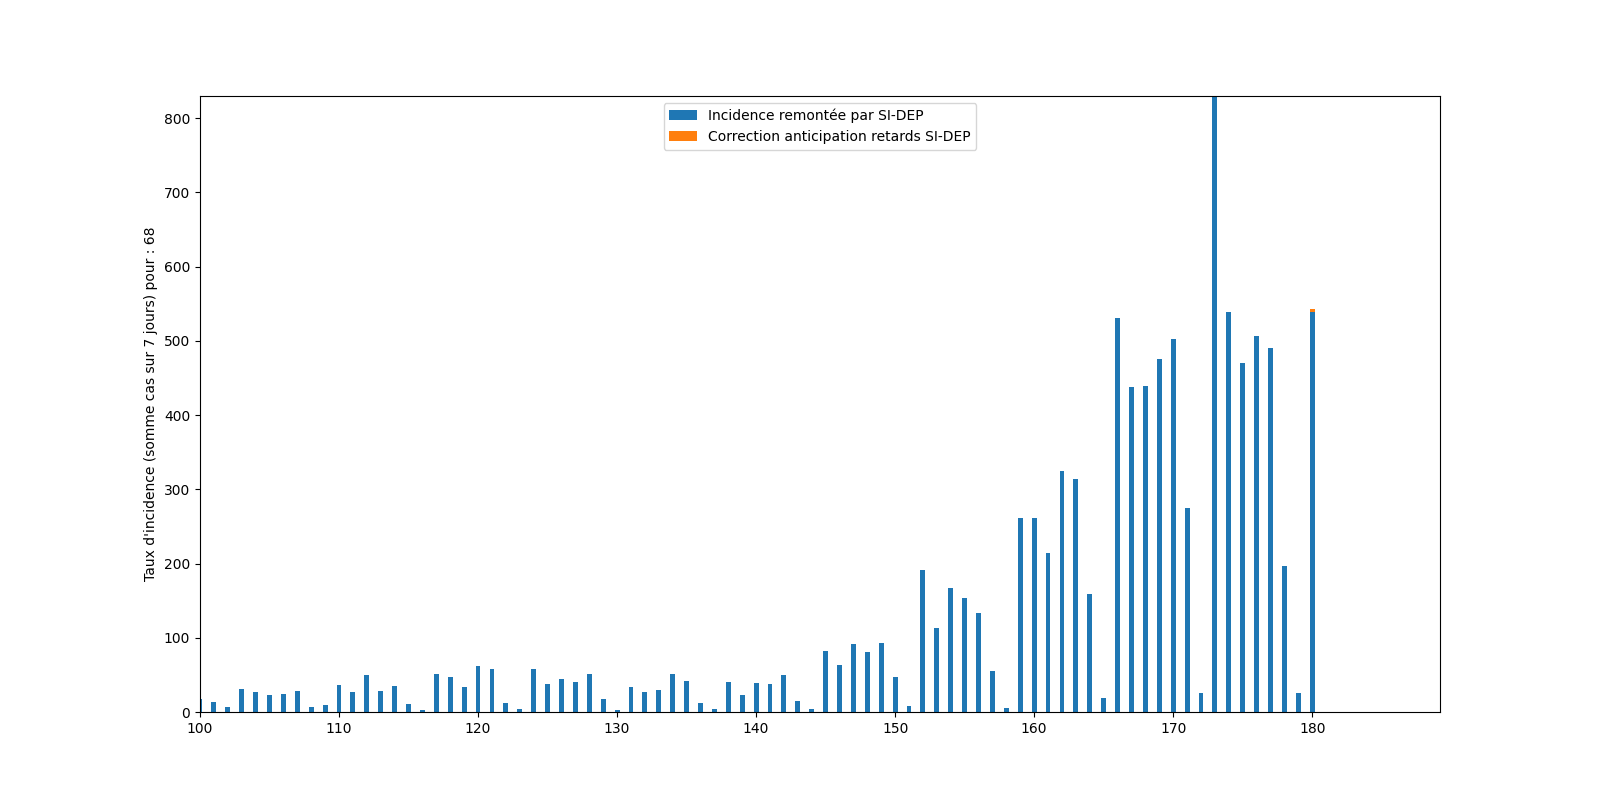 Incidence remontée par SI-DEP
Correction anticipation retards SI-DEP
Taux d'incidence (somme cas sur 7 jours) pour : 68
800
700
600
500
400
300
200
100
0
100 110 120 130 140 150 160 170 180